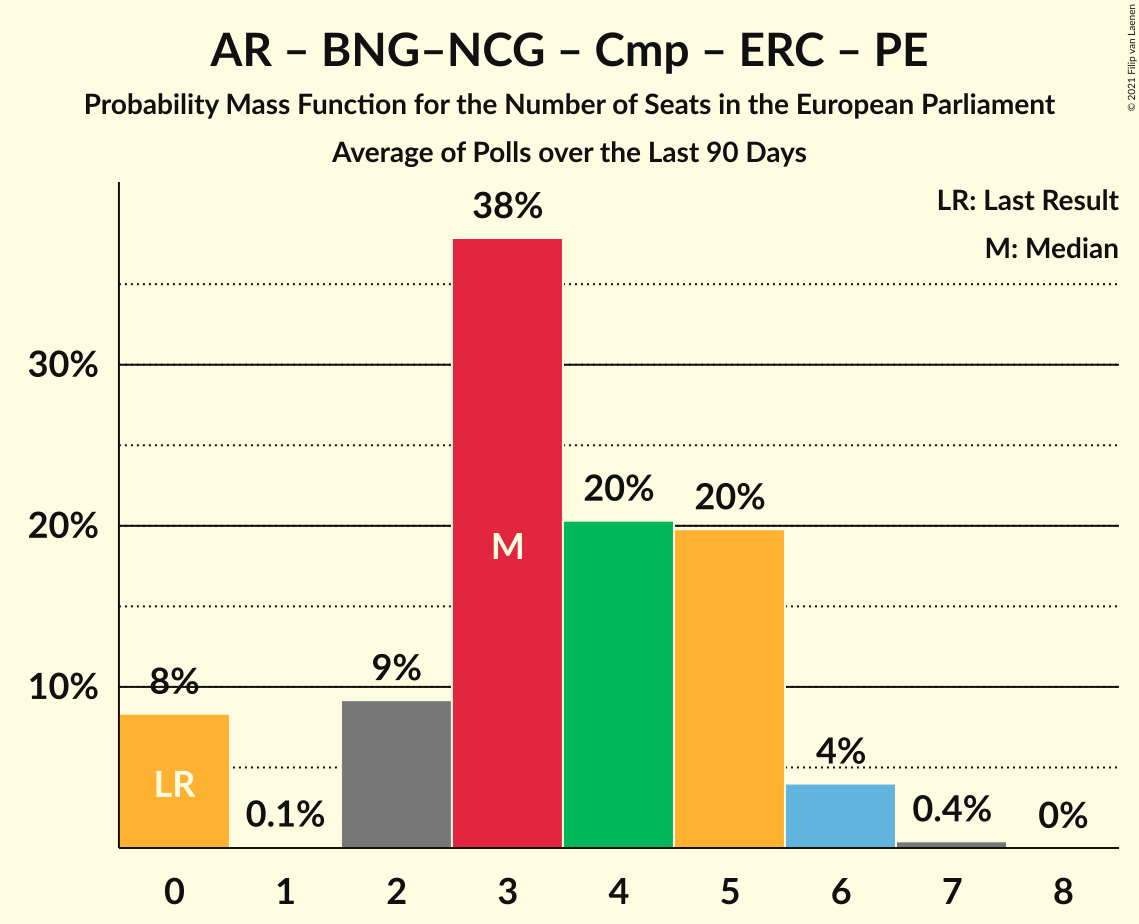 AR – BNG–NCG – Cmp – ERC – PE
Probability Mass Function for the Number of Seats in the European Parliament
Average of Polls over the Last 90 Days
© 2021 Filip van Laenen
LR: Last Result
M: Median
38%
30%
20%
20%
20%
M
10%
8%
9%
LR
0.1%
4%
0.4%
0%
0 1 2 3 4 5 6 7 8